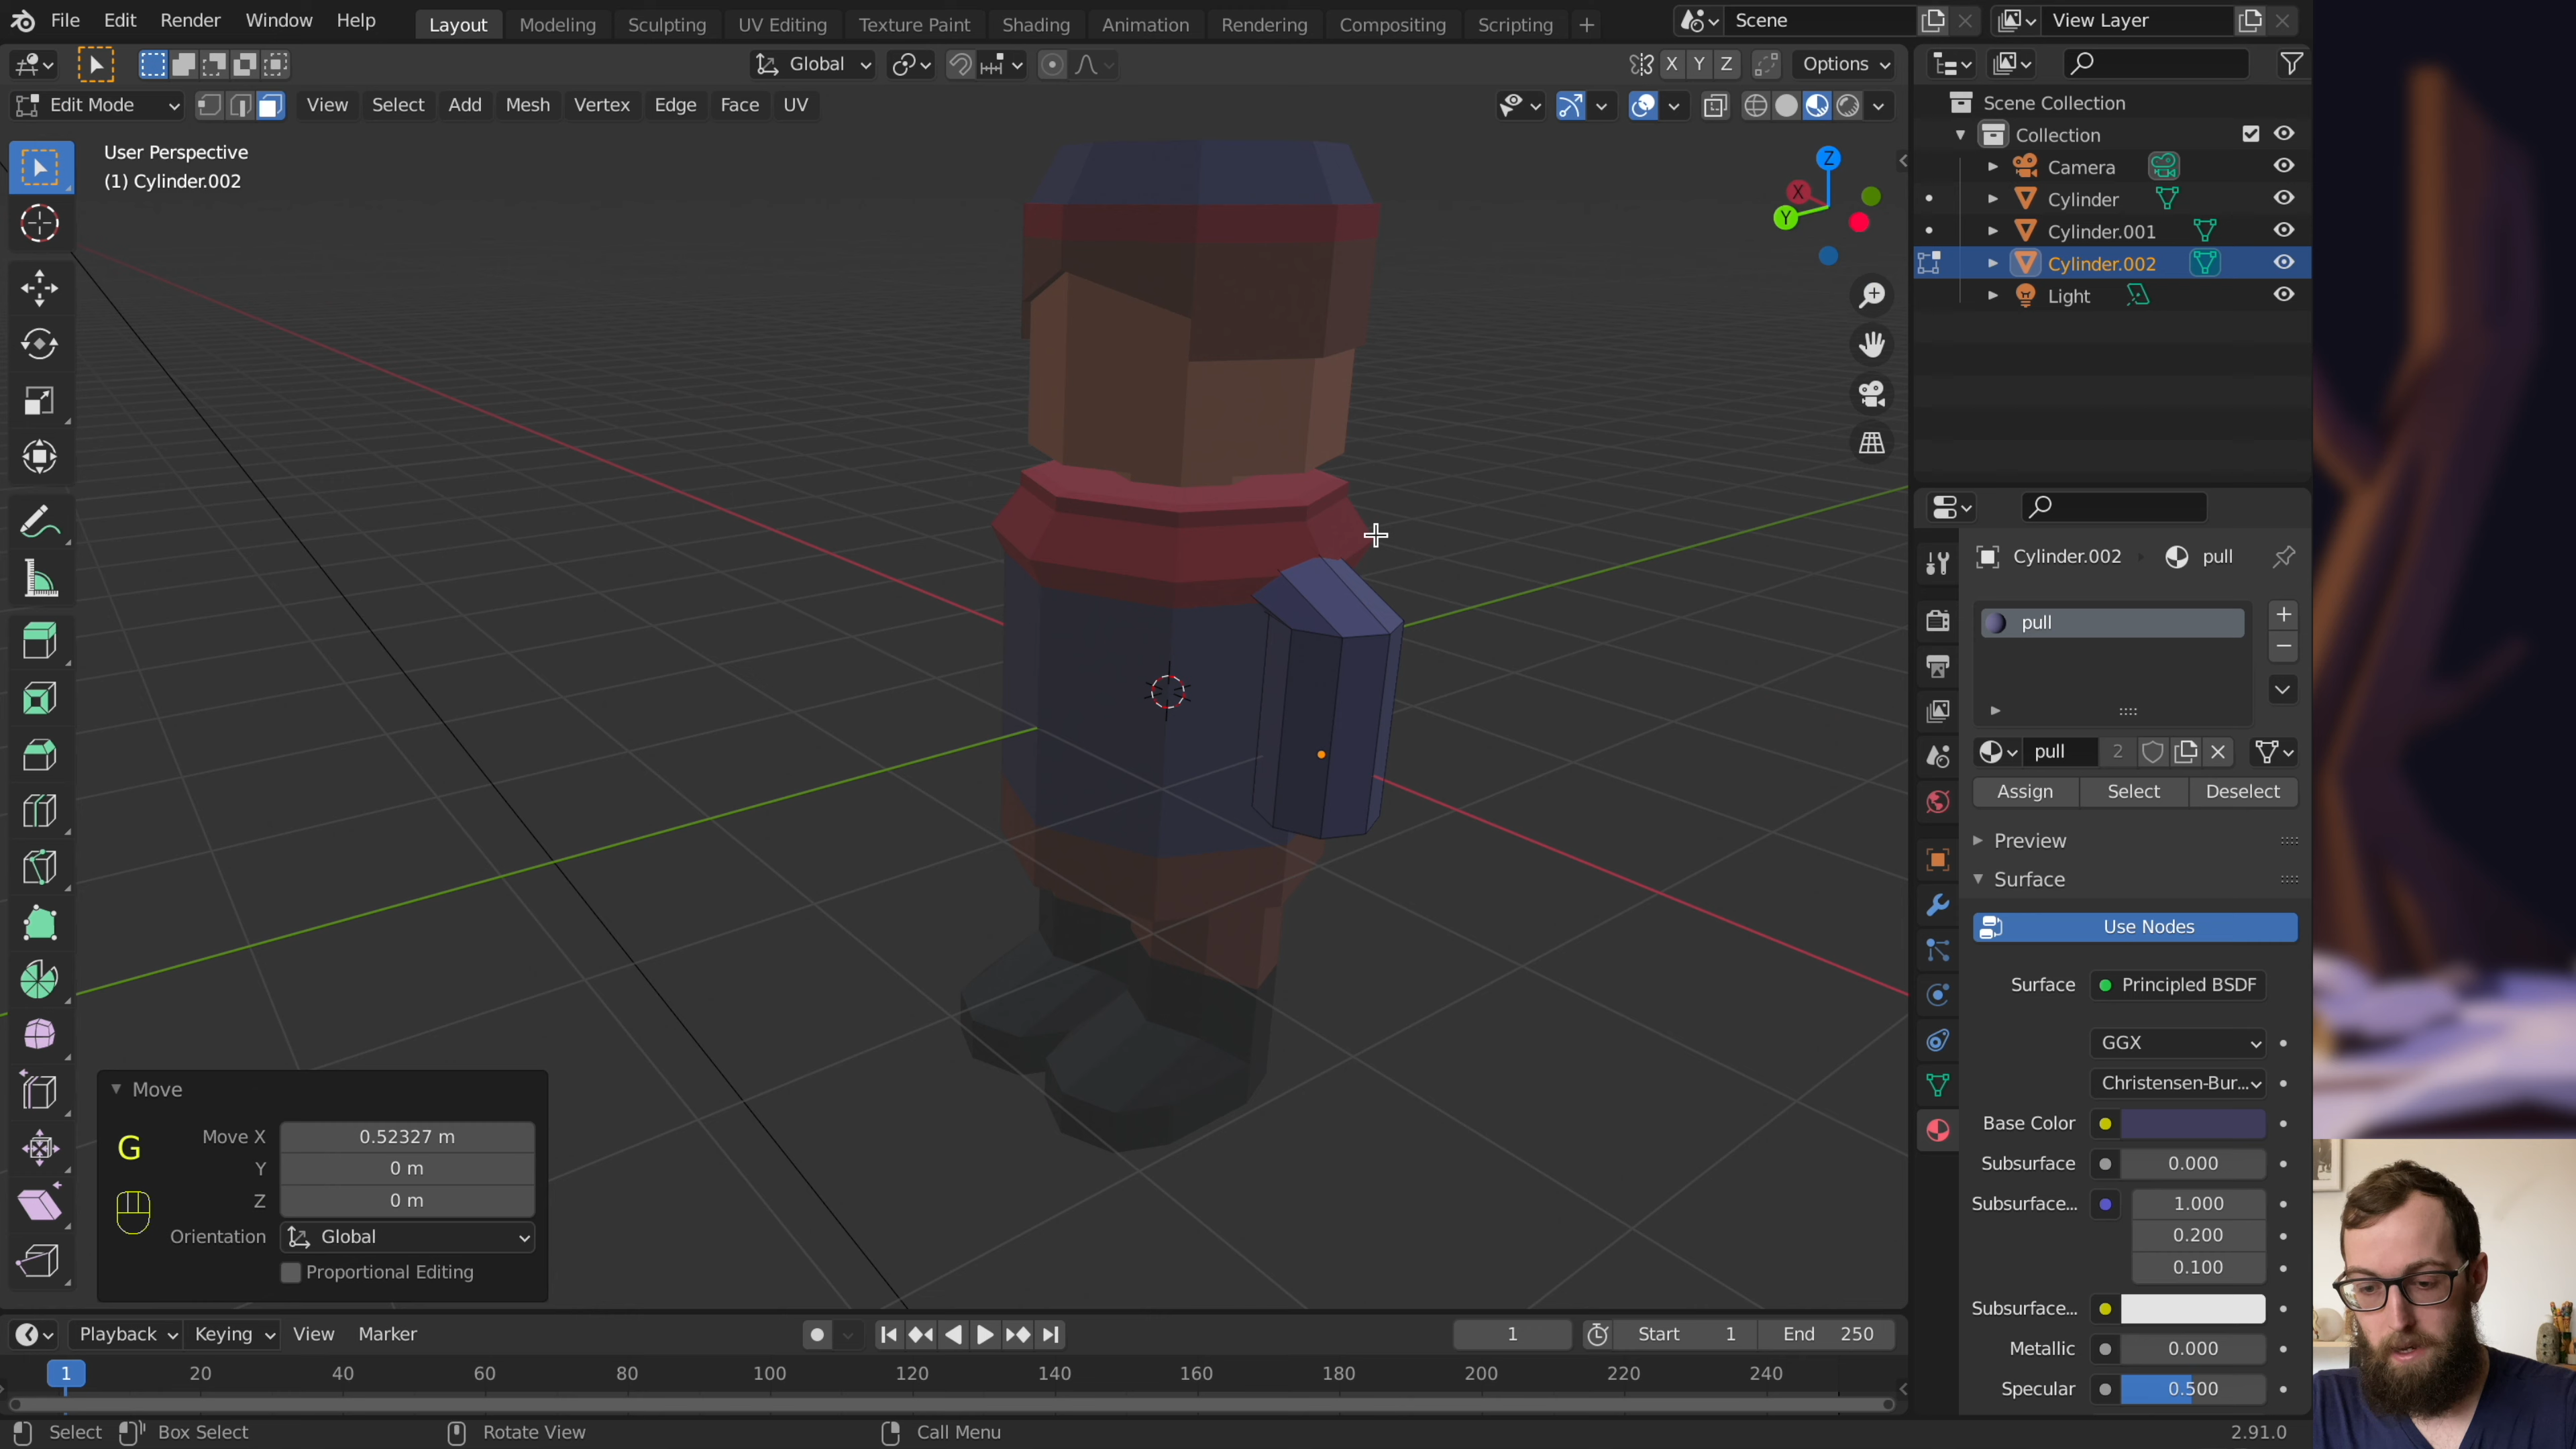 File Edit Render Window Help Layout Modeling Sculpting UV Editing Texture Paint Shading Animation Rendering Compositing Scripting + Scene View Layer
Global X Y Z Options
Edit Mode View Select Add Mesh Vertex Edge Face UV
User Perspective
(1) Cylinder.002
Z
X
Y
Scene Collection
Collection
Camera
Cylinder
Cylinder.001
Cylinder.002
Light
Cylinder.002 pull
pull
pull 2
Assign Select Deselect
Preview
Surface
Use Nodes
Surface Principled BSDF
GGX
Christensen-Bur...
Base Color
Subsurface 0.000
Subsurface... 1.000
0.200
0.100
Subsurface...
Metallic 0.000
Specular 0.500
Move
Move X 0.52327 m
Y 0 m
Z 0 m
Orientation Global
Proportional Editing
G
Playback Keying View Marker 1 Start 1 End 250
1 20 40 60 80 100 120 140 160 180 200 220 240
Select Box Select Rotate View Call Menu 2.91.0